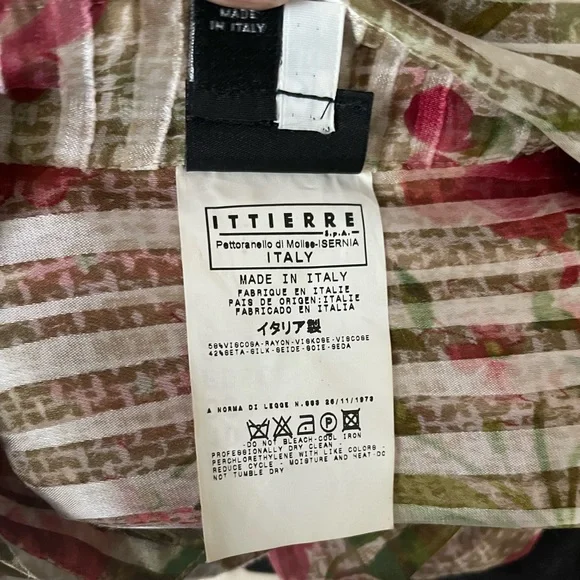 MADE
IN ITALY
ITTIERRE
S.p.A.
Pettoranello di Molise-ISERNIA
ITALY
MADE IN ITALY
FABRIQUE EN ITALIE
PAIS DE ORIGEN:ITALIE
FABRICADO EN ITALIA
イタリア製
58%VISCOSA-RAYON-VISKOSE-VISCOSE
42%SETA-SILK-SEIDE-SOIE-SEDA
A NORMA DI LEGGE N.883 26/11/1973
P
-DO NOT BLEACH-COOL IRON
PROFESSIONALLY DRY CLEAN -
PERCHLORETHYLENE WITH LIKE COLORS -
REDUCE CYCLE - MOISTURE AND HEAT-DO
NOT TUMBLE DRY